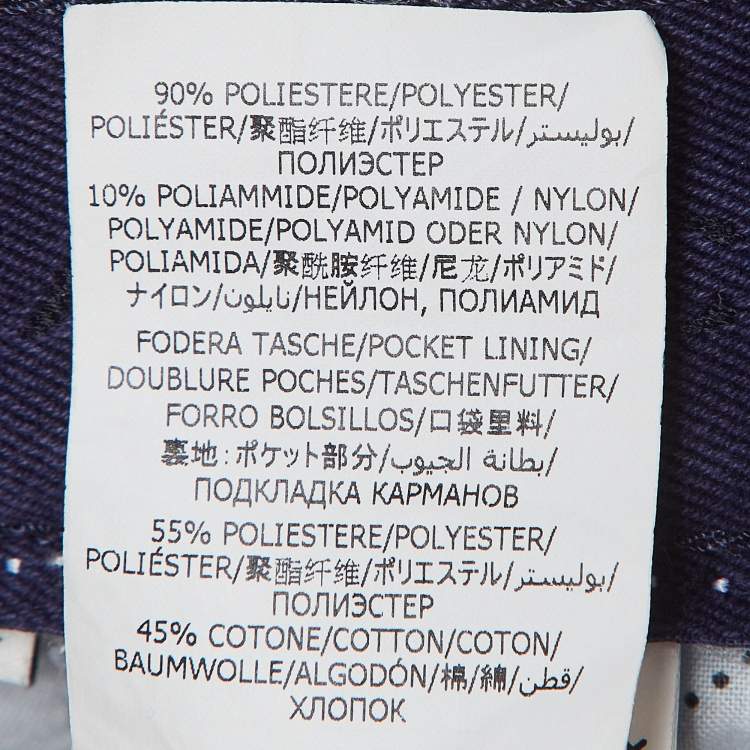 90% POLIESTERE/POLYESTER/
POLIÉSTER/聚酯纤维/ポリエステル/بوليستر/
ПОЛИЭСТЕР
10% POLIAMMIDE/POLYAMIDE / NYLON/
POLYAMIDE/POLYAMID ODER NYLON/
POLIAMIDA/聚酰胺纤维/尼龙/ポリアミド/
ナイロン/نايلون/НЕЙЛОН, ПОЛИАМИД
FODERA TASCHE/POCKET LINING/
DOUBLURE POCHES/TASCHENFUTTER/
FORRO BOLSILLOS/口袋里料/
裏地:ポケット部分/بطانة الجيوب/
ПОДКЛАДКА КАРМАНОВ
55% POLIESTERE/POLYESTER/
POLIÉSTER/聚酯纤维/ポリエステル/بوليستر/
ПОЛИЭСТЕР
45% COTONE/COTTON/COTON/
BAUMWOLLE/ALGODÓN/棉/綿/قطن/
ХЛОПОК